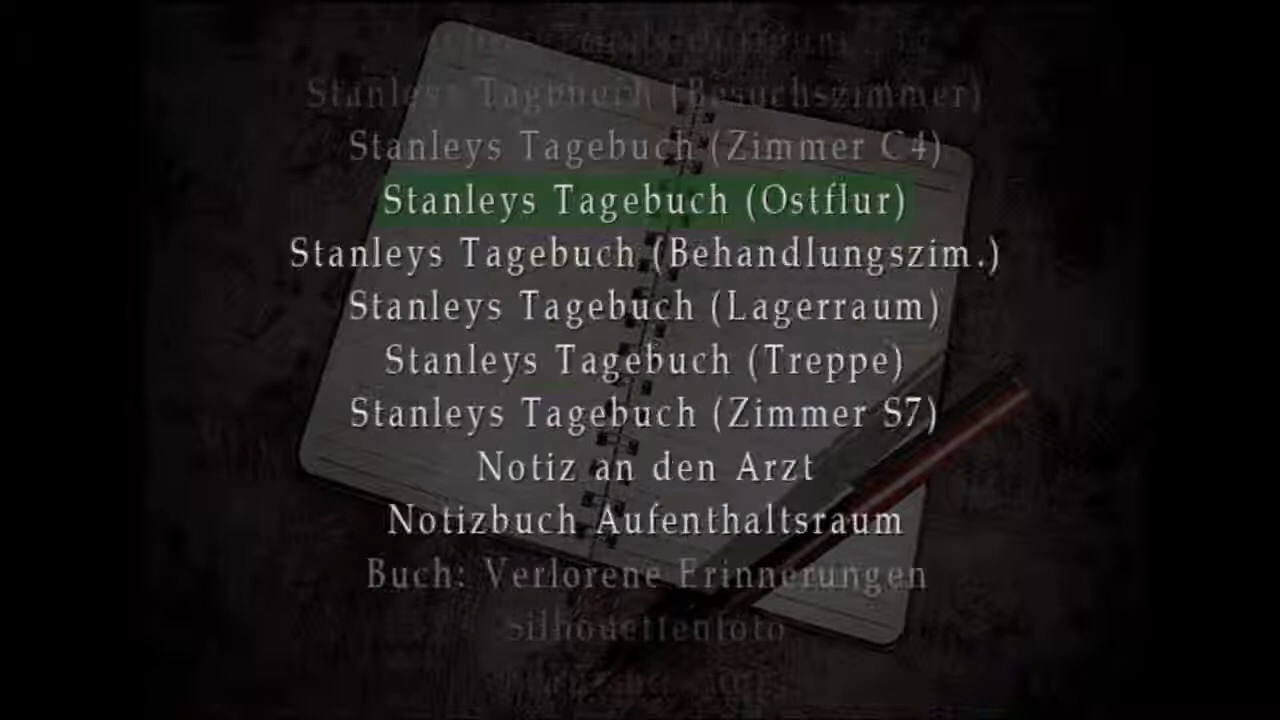 Stanleys Tagebuch (Besuchszimmer)
Stanleys Tagebuch (Zimmer C4)
Stanleys Tagebuch (Ostflur)
Stanleys Tagebuch (Behandlungszim.)
Stanleys Tagebuch (Lagerraum)
Stanleys Tagebuch (Treppe)
Stanleys Tagebuch (Zimmer S7)
Notiz an den Arzt
Notizbuch Aufenthaltsraum
Buch: Verlorene Erinnerungen
Silhouettenfoto